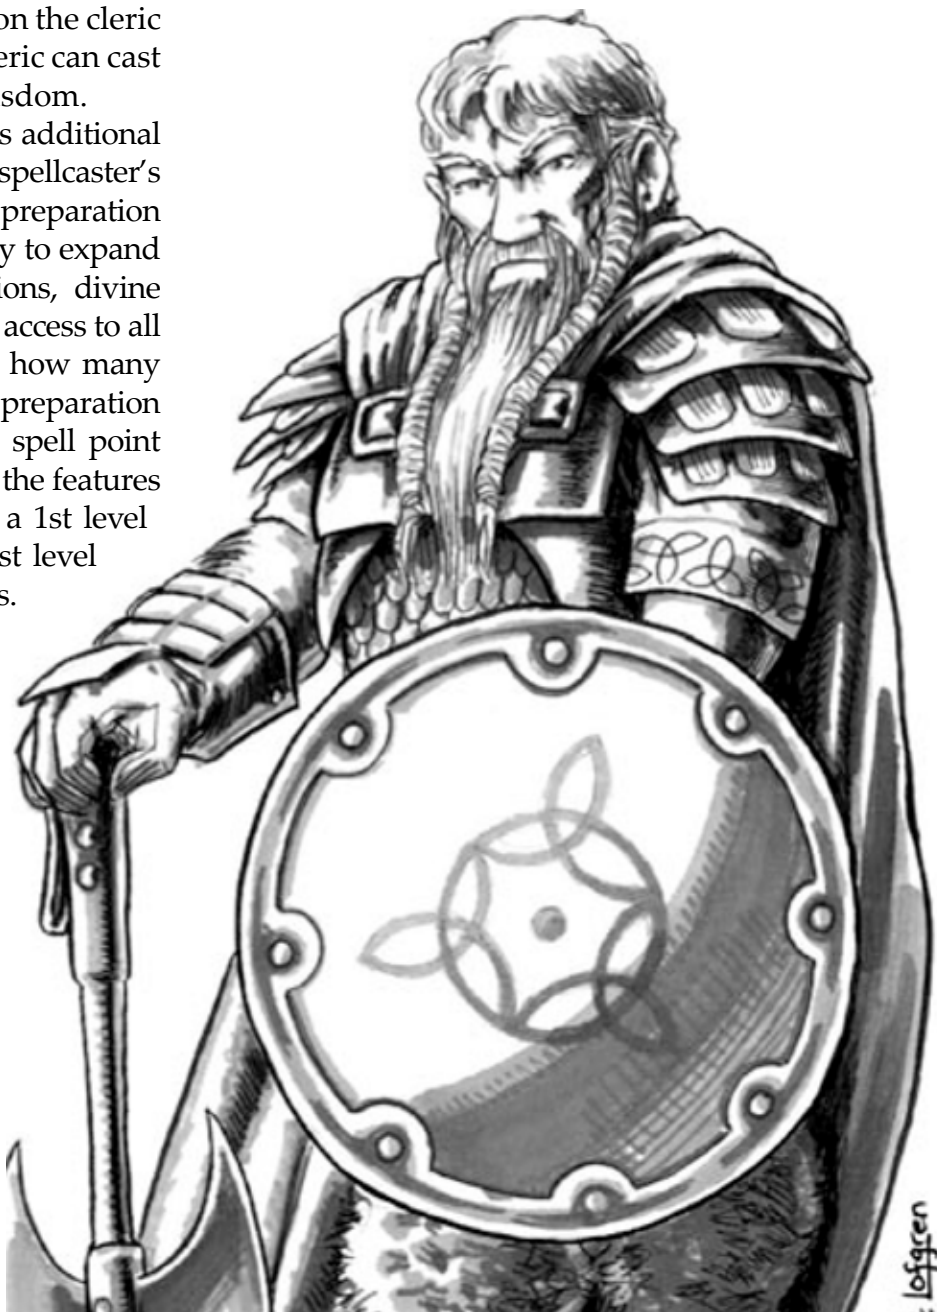 on the cleric
eric can cast
sdom.
s additional
spellcaster's
preparation
y to expand
ions, divine
access to all
how many
preparation
spell point
the features
a 1st level
st level
s.
Lofgren